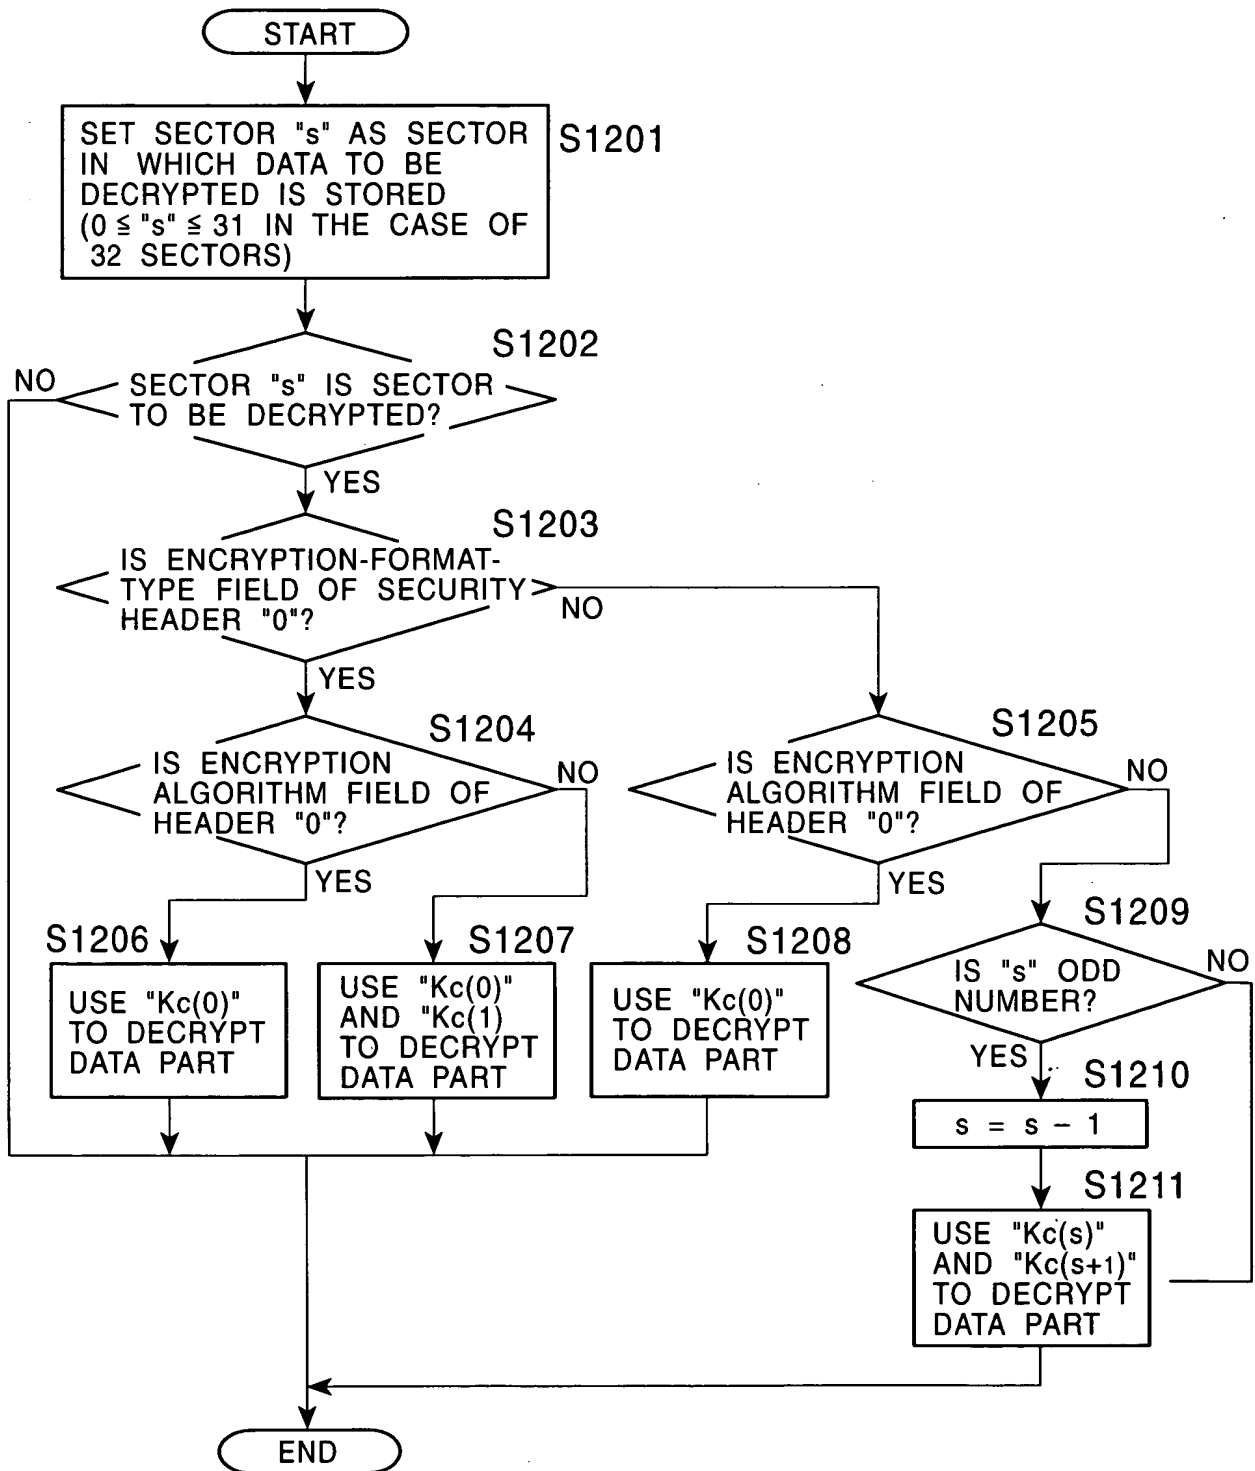 START
SET SECTOR "s" AS SECTOR
IN WHICH DATA TO BE
DECRYPTED IS STORED
(0 ≦ "s" ≦ 31 IN THE CASE OF
32 SECTORS)
S1201
S1202
NO
SECTOR "s" IS SECTOR
TO BE DECRYPTED?
YES
S1203
IS ENCRYPTION-FORMAT-
TYPE FIELD OF SECURITY
HEADER "0"?
NO
YES
S1204
IS ENCRYPTION
ALGORITHM FIELD OF
HEADER "0"?
NO
YES
S1205
IS ENCRYPTION
ALGORITHM FIELD OF
HEADER "0"?
NO
YES
S1206
USE "Kc(0)"
TO DECRYPT
DATA PART
S1207
USE "Kc(0)"
AND "Kc(1)
TO DECRYPT
DATA PART
S1208
USE "Kc(0)"
TO DECRYPT
DATA PART
S1209
IS "s" ODD
NUMBER?
NO
YES
S1210
s = s - 1
S1211
USE "Kc(s)"
AND "Kc(s+1)"
TO DECRYPT
DATA PART
END